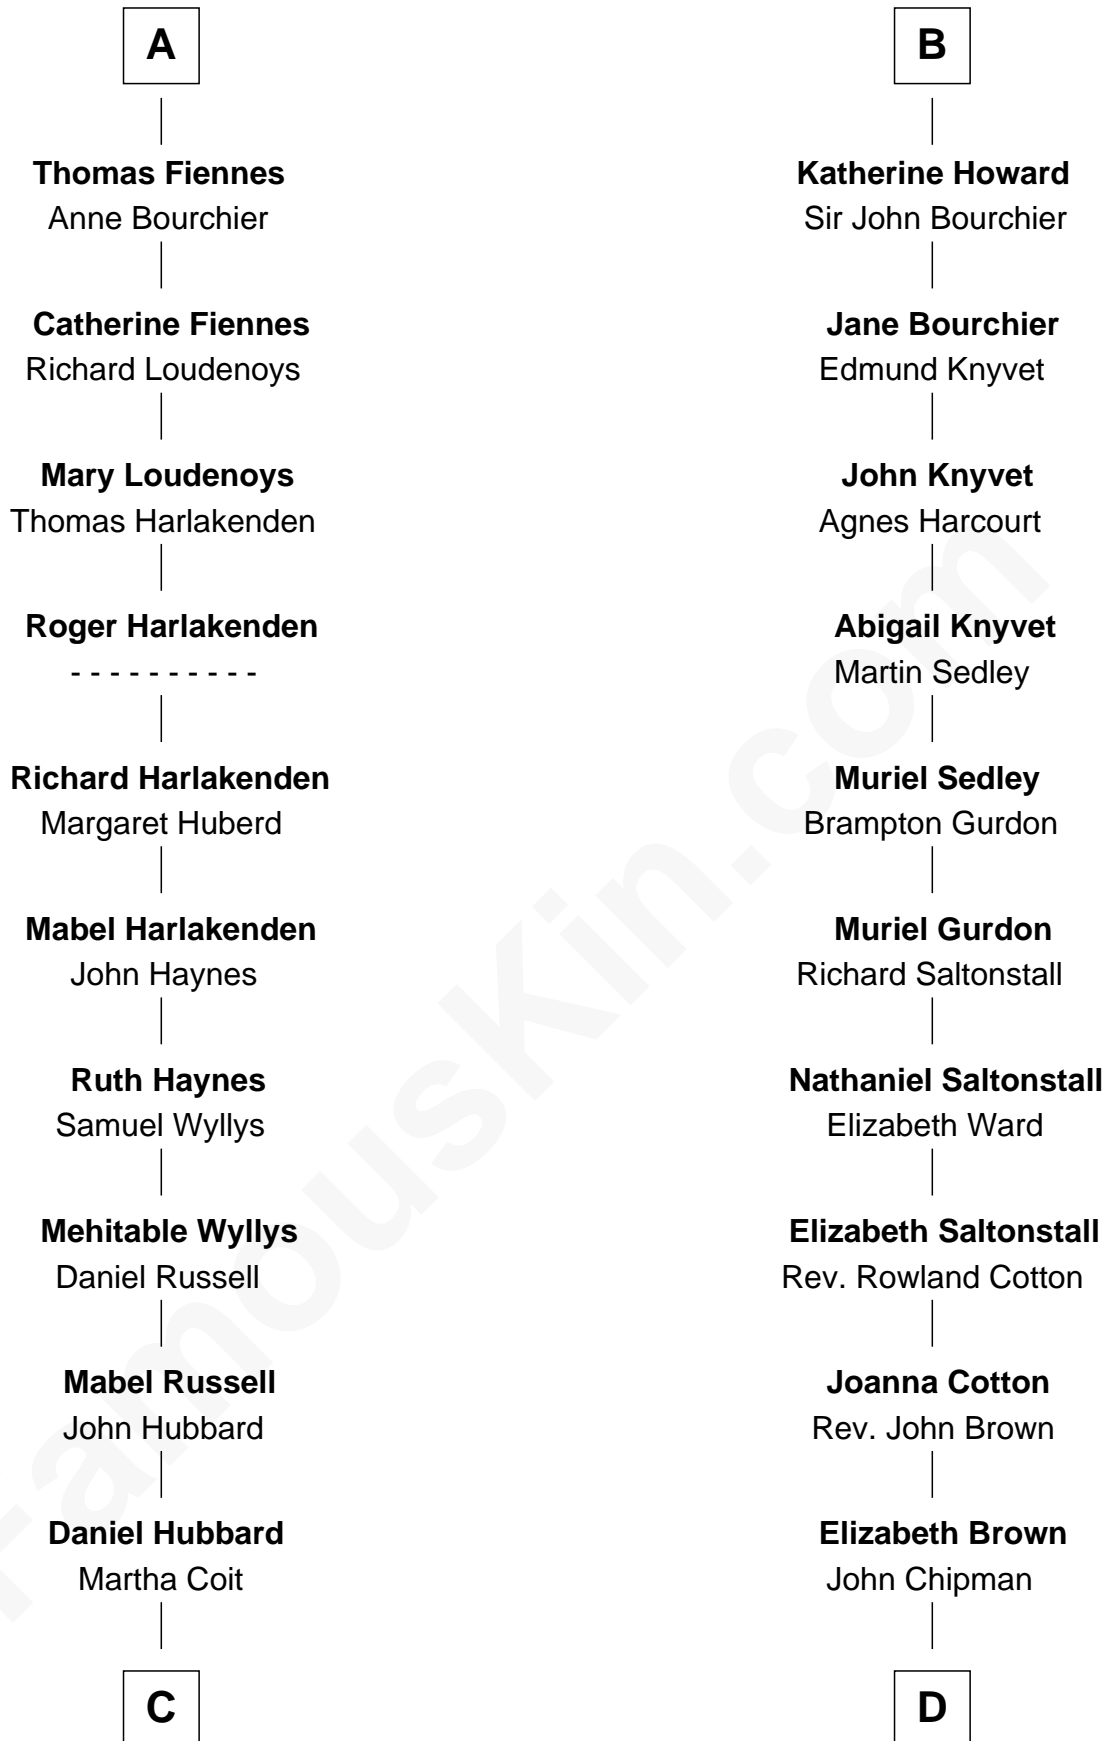 A
Thomas Fiennes
Anne Bourchier
Catherine Fiennes
Richard Loudenoys
Mary Loudenoys
Thomas Harlakenden
Roger Harlakenden
- - - - - - - - - -
Richard Harlakenden
Margaret Huberd
Mabel Harlakenden
John Haynes
Ruth Haynes
Samuel Wyllys
Mehitable Wyllys
Daniel Russell
Mabel Russell
John Hubbard
Daniel Hubbard
Martha Coit
C
B
Katherine Howard
Sir John Bourchier
Jane Bourchier
Edmund Knyvet
John Knyvet
Agnes Harcourt
Abigail Knyvet
Martin Sedley
Muriel Sedley
Brampton Gurdon
Muriel Gurdon
Richard Saltonstall
Nathaniel Saltonstall
Elizabeth Ward
Elizabeth Saltonstall
Rev. Rowland Cotton
Joanna Cotton
Rev. John Brown
Elizabeth Brown
John Chipman
D
FamousKin.com